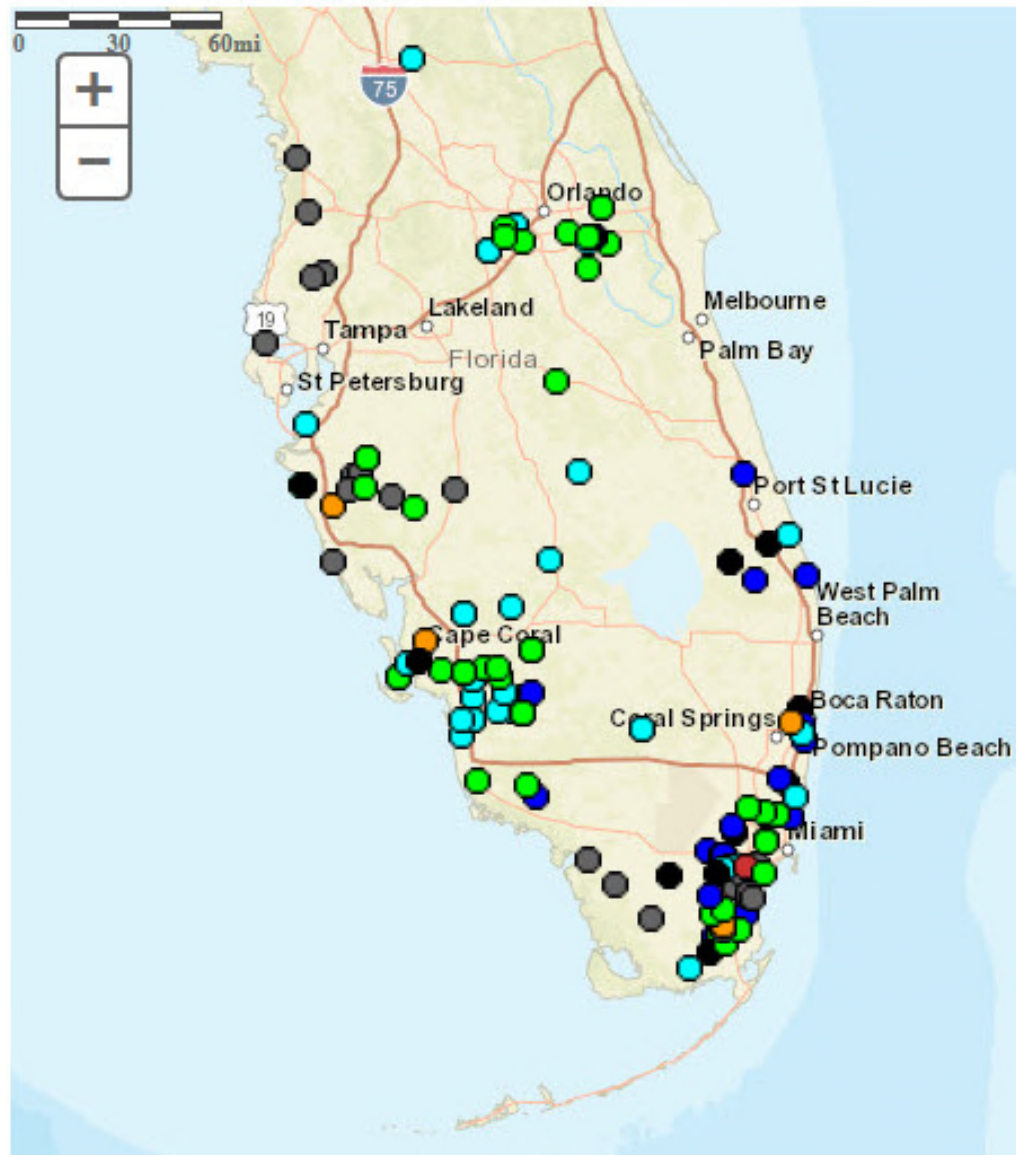 0 30 60mi
+
75
−
Orlando
Melbourne
Lakeland
19
Tampa
Palm Bay
Florida
St Petersburg
Port St Lucie
West Palm
Beach
Cape Coral
Boca Raton
Coral Springs
Pompano Beach
Miami